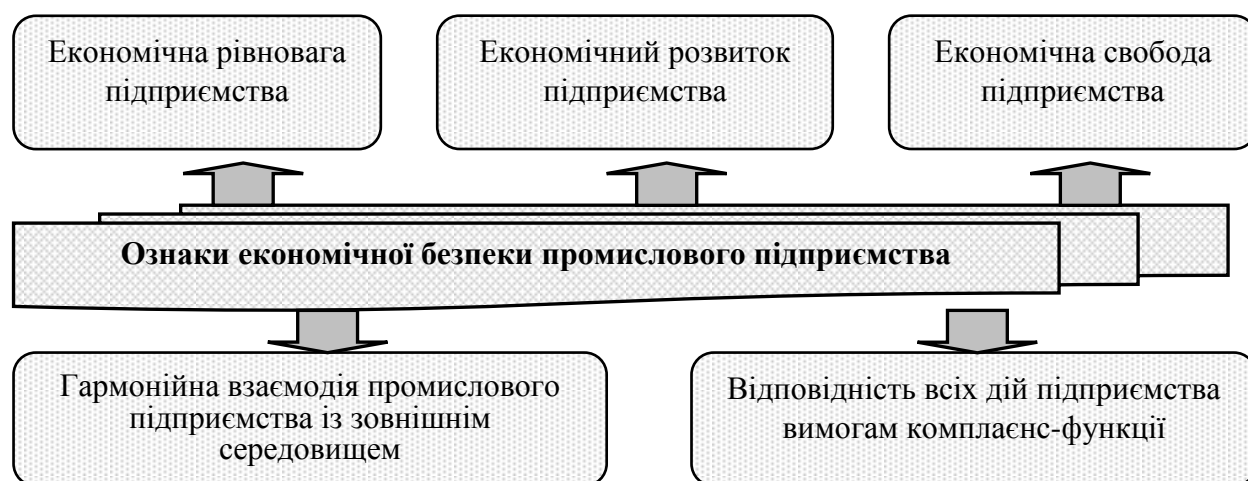 Економічна рівновага
підприємства
Економічний розвиток
підприємства
Економічна свобода
підприємства
Ознаки економічної безпеки промислового підприємства
Гармонійна взаємодія промислового
підприємства із зовнішнім
середовищем
Відповідність всіх дій підприємства
вимогам комплаєнс-функції